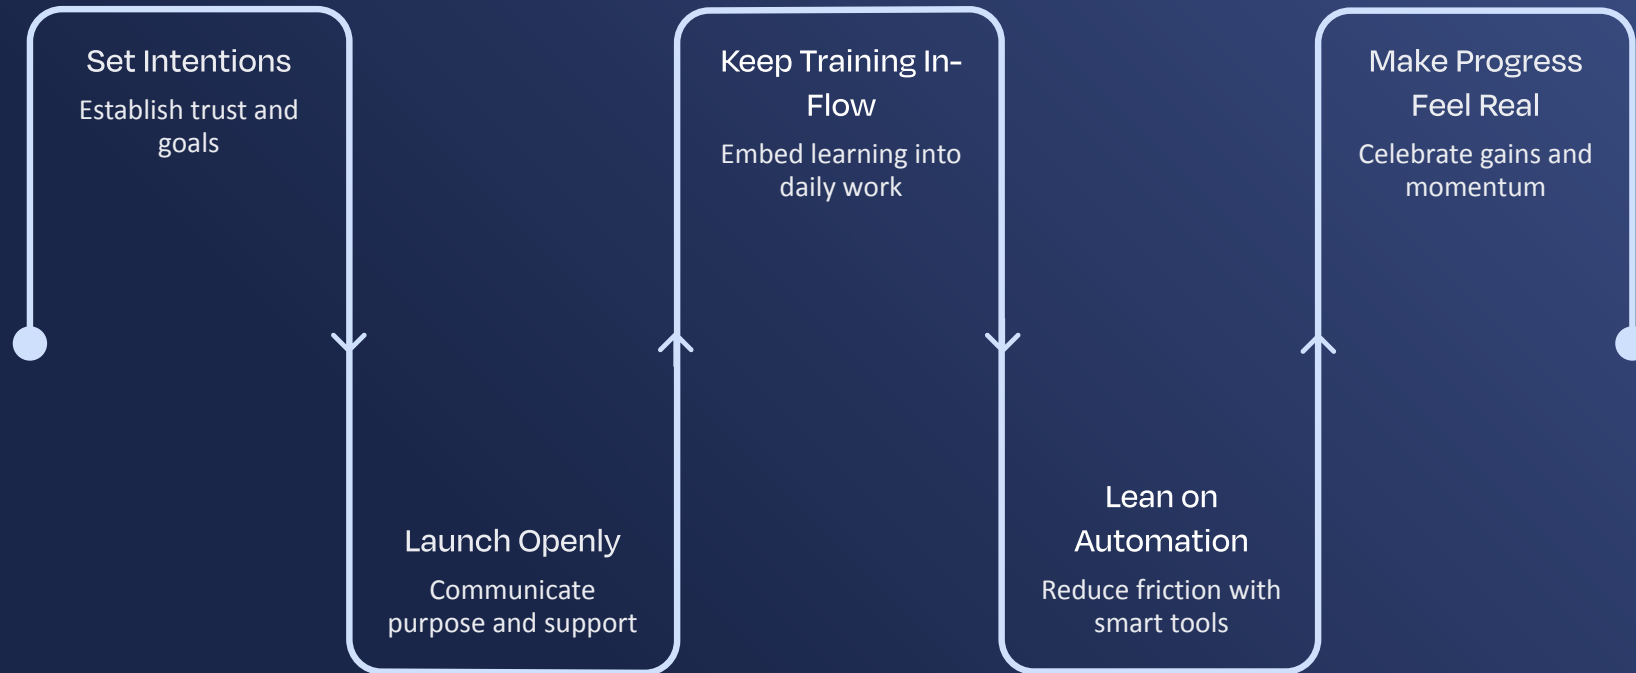 Set Intentions
Establish trust and
goals
Launch Openly
Communicate
purpose and support
Keep Training In-
Flow
Embed learning into
daily work
Lean on
Automation
Reduce friction with
smart tools
Make Progress
Feel Real
Celebrate gains and
momentum